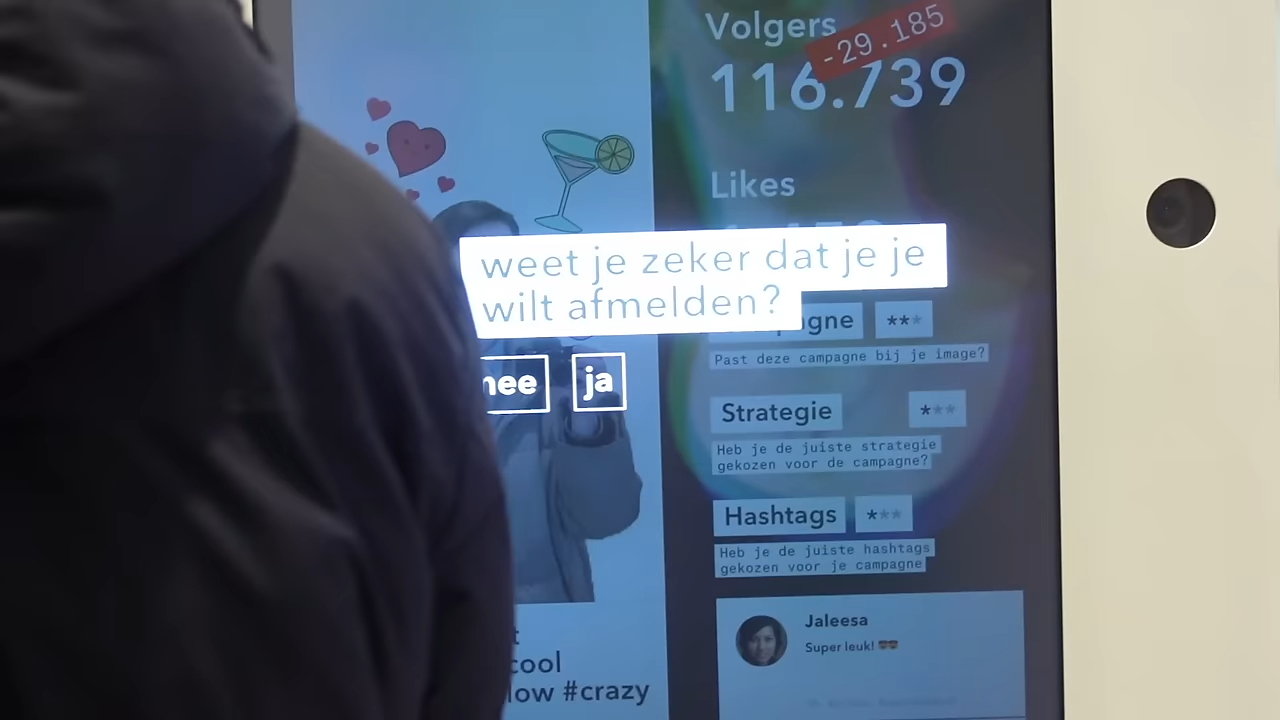 Volgers
-29.185
116.739
Likes
weet je zeker dat je je
wilt afmelden?
nee
ja
***
Past deze campagne bij je image?
Strategie
***
Heb je de juiste strategie
gekozen voor de campagne?
Hashtags
***
Heb je de juiste hashtags
gekozen voor je campagne
Jaleesa
Super leuk!
cool
#crazy